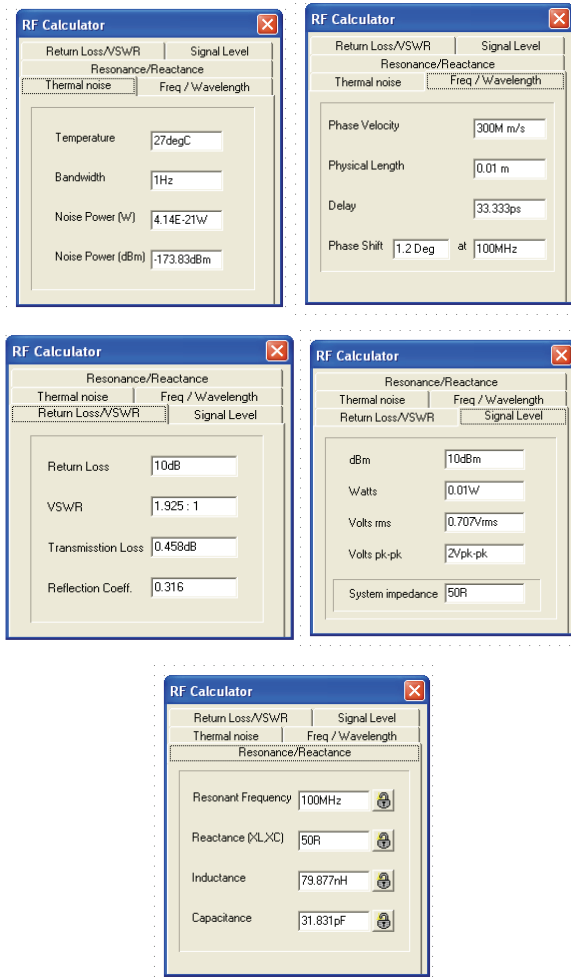 RF Calculator
Return Loss/VSWR Signal Level
Resonance/Reactance
Thermal noise Freq / Wavelength
Temperature 27degC
Bandwidth 1Hz
Noise Power (W) 4.14E-21W
Noise Power (dBm) -173.83dBm
RF Calculator
Return Loss/VSWR Signal Level
Resonance/Reactance
Thermal noise Freq / Wavelength
Phase Velocity 300M m/s
Physical Length 0.01 m
Delay 33.333ps
Phase Shift 1.2 Deg at 100MHz
RF Calculator
Resonance/Reactance
Thermal noise Freq / Wavelength
Return Loss/VSWR Signal Level
Return Loss 10dB
VSWR 1.925 : 1
Transmisstion Loss 0.458dB
Reflection Coeff. 0.316
RF Calculator
Resonance/Reactance
Thermal noise Freq / Wavelength
Return Loss/VSWR Signal Level
dBm 10dBm
Watts 0.01W
Volts rms 0.707Vrms
Volts pk-pk 2Vpk-pk
System impedance 50R
RF Calculator
Return Loss/VSWR Signal Level
Thermal noise Freq / Wavelength
Resonance/Reactance
Resonant Frequency 100MHz
Reactance (XL,XC) 50R
Inductance 79.877nH
Capacitance 31.831pF